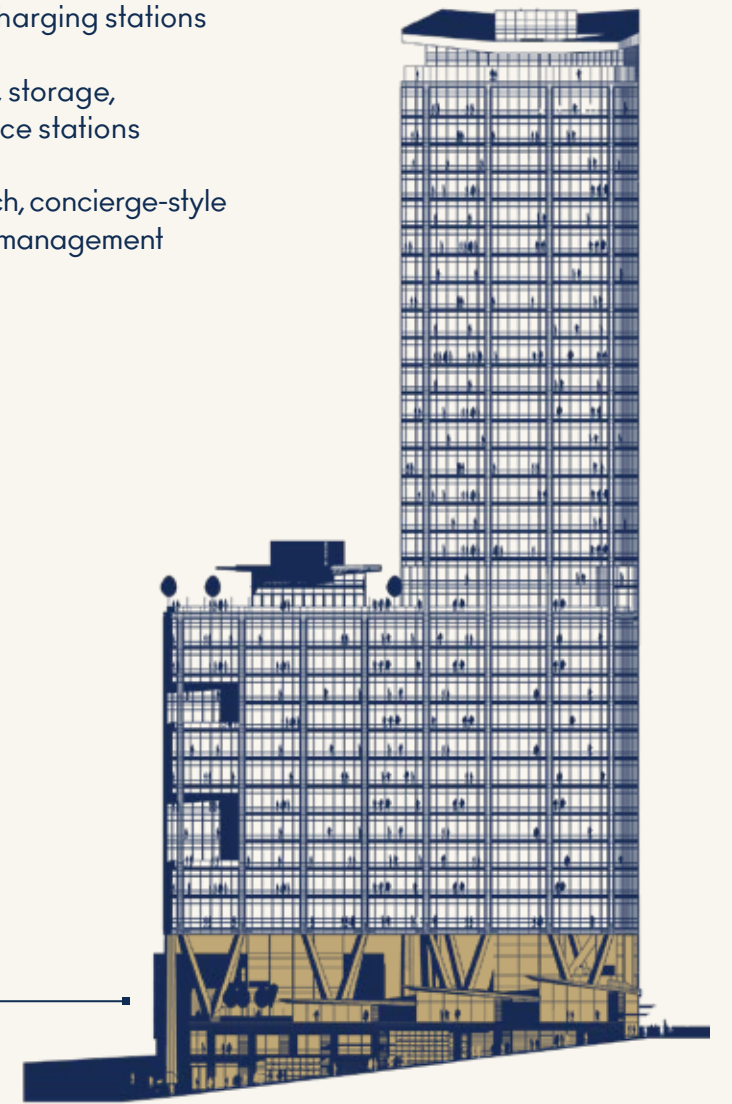 harging stations
storage,
ce stations
ch, concierge-style
management